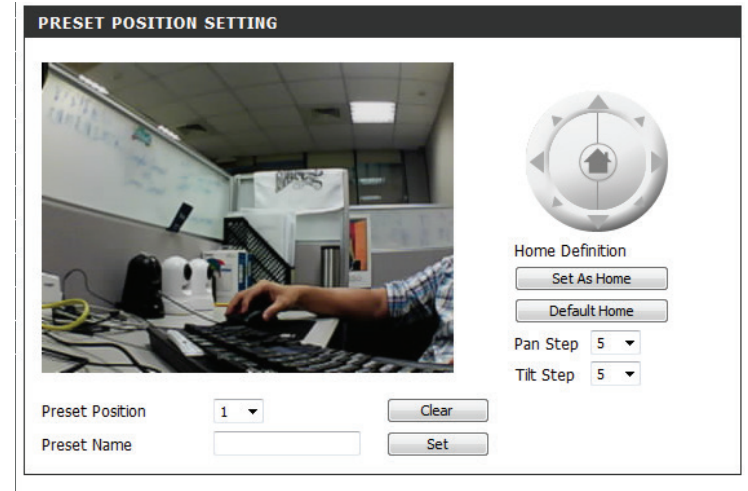 PRESET POSITION SETTING
Home Definition
Set As Home
Default Home
Pan Step 5
Tilt Step 5
Preset Position 1 Clear
Preset Name Set